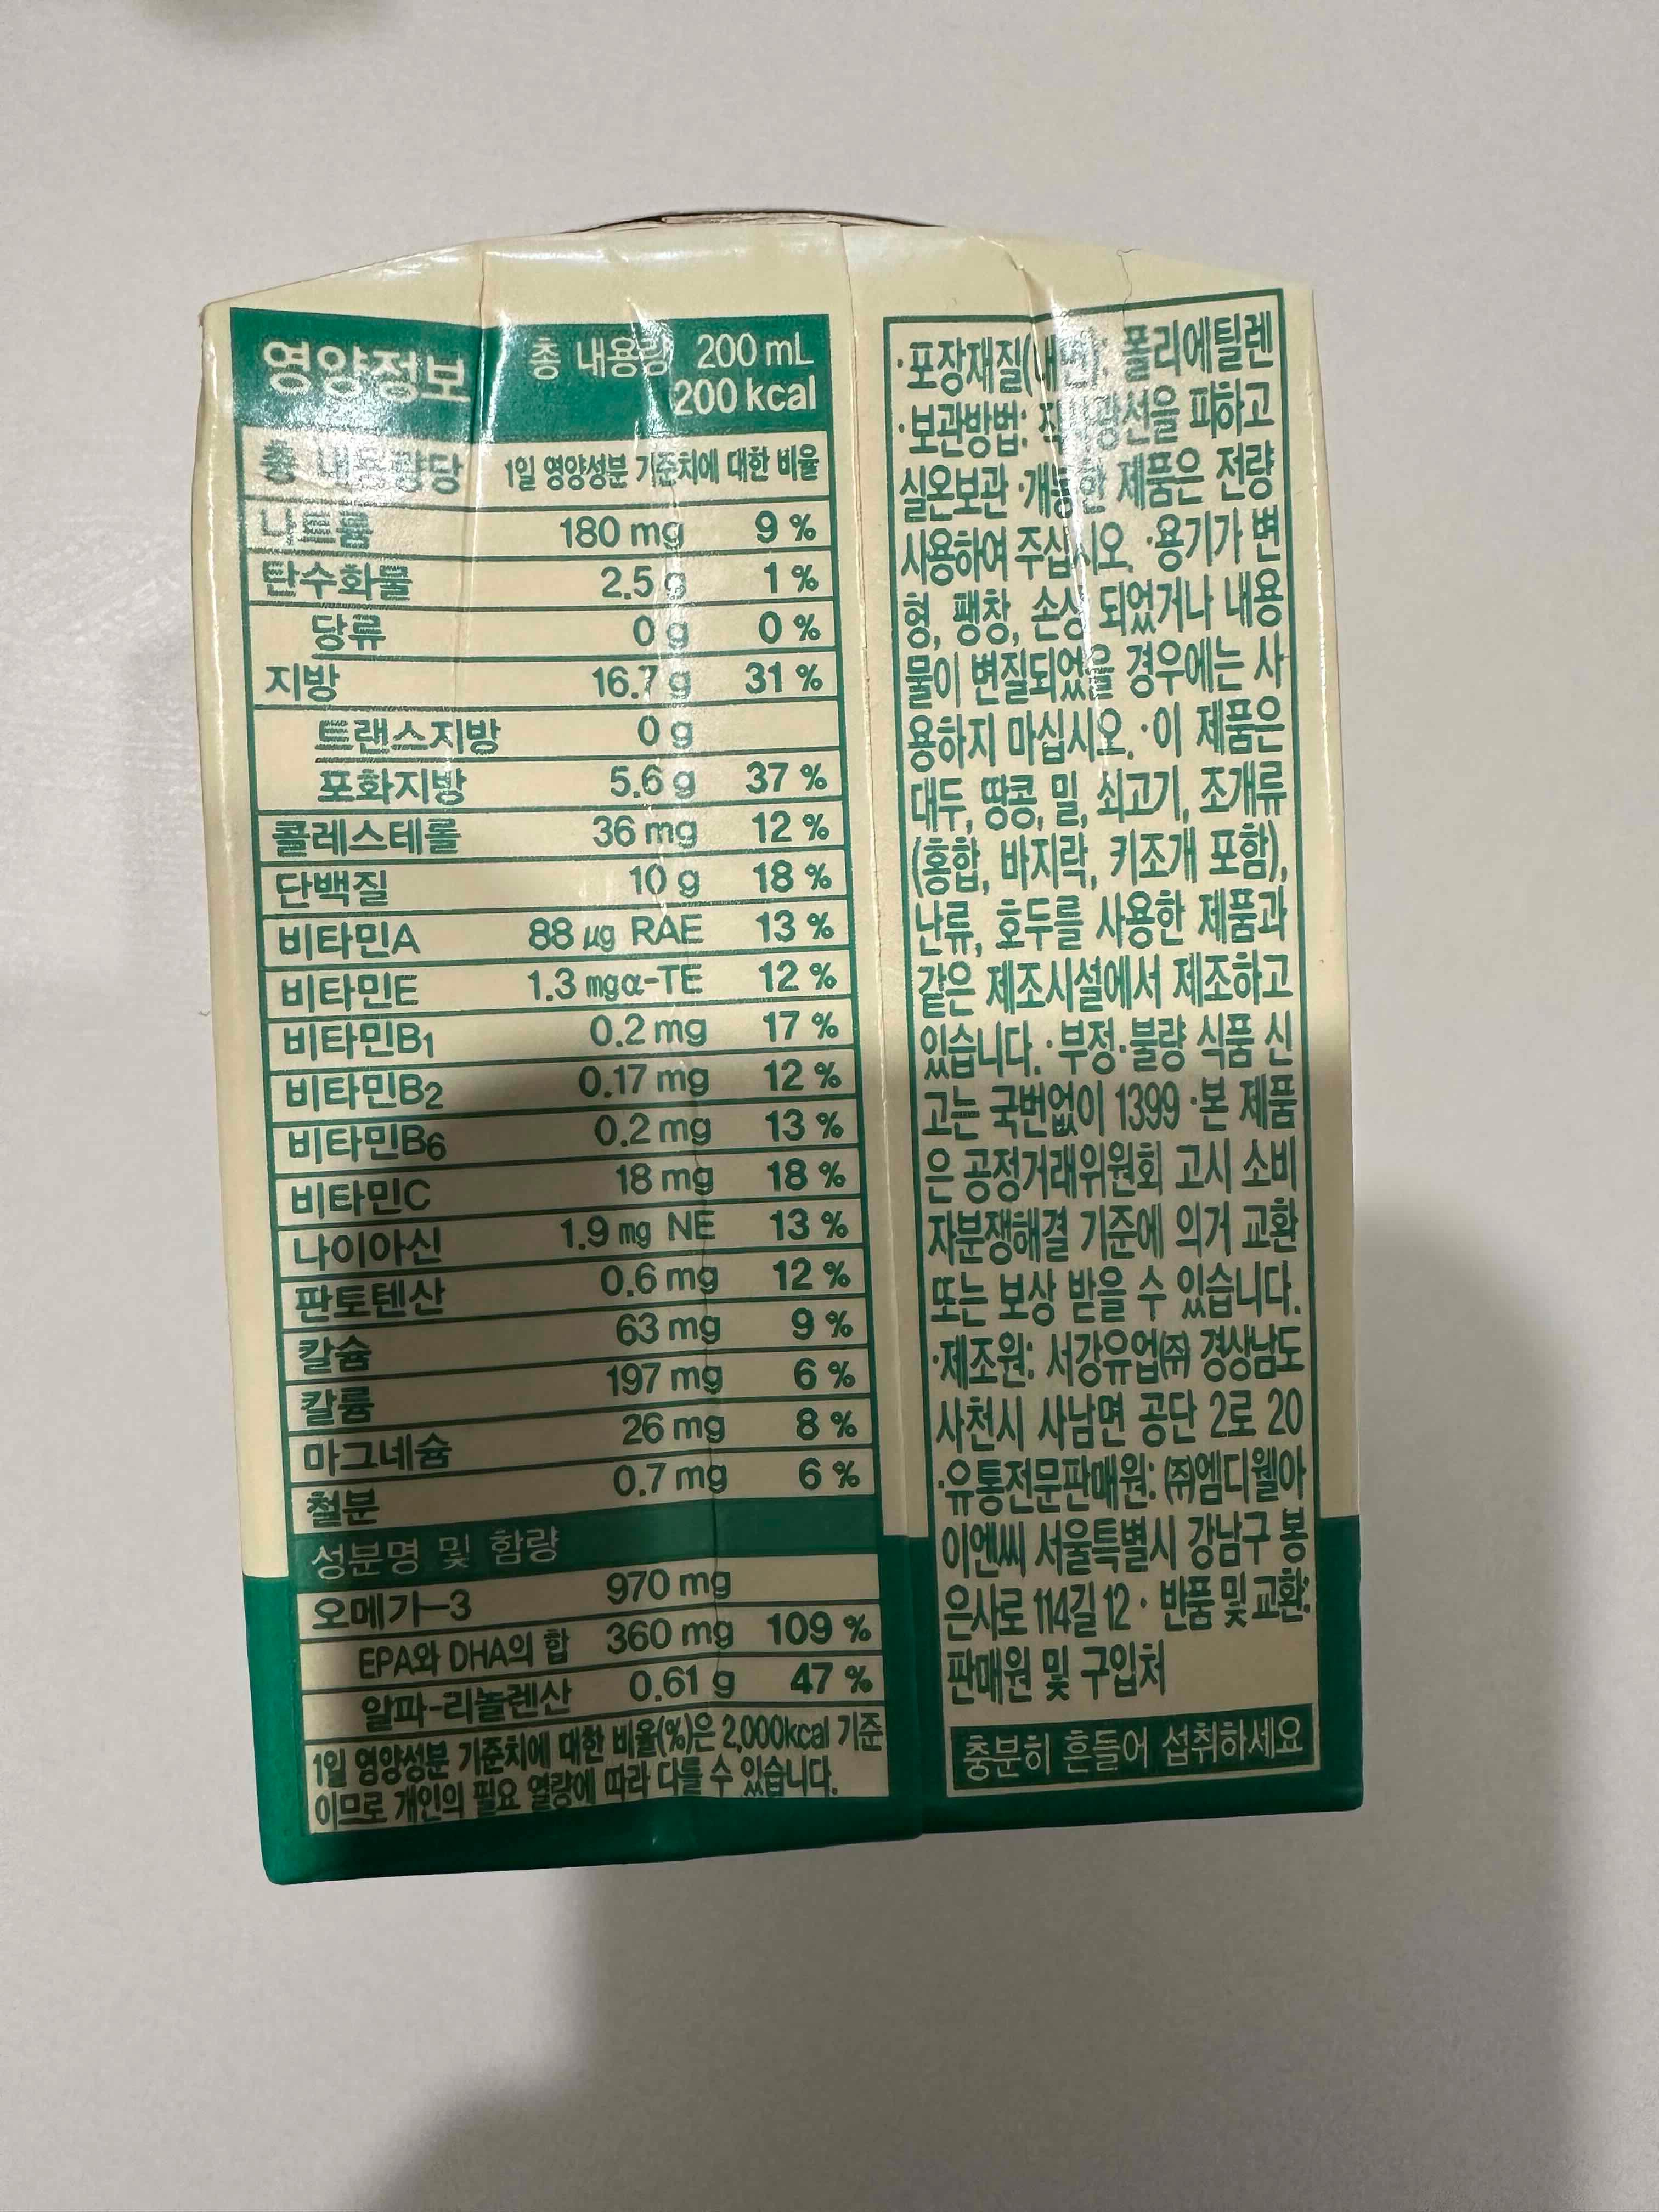 영양정보 총 내용량 200 mL
200 kcal
총 내용량당 1일 영양성분 기준치에 대한 비율
나트륨 180 mg 9 %
탄수화물 2.5 g 1 %
당류 0 g 0 %
지방 16.7 g 31 %
트랜스지방 0 g
포화지방 5.6 g 37 %
콜레스테롤 36 mg 12 %
단백질 10 g 18 %
비타민A 88 μg RAE 13 %
비타민E 1.3 mgα-TE 12 %
비타민B1 0.2 mg 17 %
비타민B2 0.17 mg 12 %
비타민B6 0.2 mg 13 %
비타민C 18 mg 18 %
나이아신 1.9 mg NE 13 %
판토텐산 0.6 mg 12 %
칼슘 63 mg 9 %
칼륨 197 mg 6 %
마그네슘 26 mg 8 %
철분 0.7 mg 6 %
성분명 및 함량
오메가-3 970 mg
EPA와 DHA의 합 360 mg 109 %
알파-리놀렌산 0.61 g 47 %
1일 영양성분 기준치에 대한 비율(%)은 2,000kcal 기준
이므로 개인의 필요 열량에 따라 다를 수 있습니다.
·포장재질(내면): 폴리에틸렌
·보관방법: 직사광선을 피하고
실온보관 ·개봉한 제품은 전량
사용하여 주십시오. ·용기가 변
형, 팽창, 손상 되었거나 내용
물이 변질되었을 경우에는 사
용하지 마십시오. ·이 제품은
대두, 땅콩, 밀, 쇠고기, 조개류
(홍합, 바지락, 키조개 포함),
난류, 호두를 사용한 제품과
같은 제조시설에서 제조하고
있습니다. ·부정·불량 식품 신
고는 국번없이 1399 ·본 제품
은 공정거래위원회 고시 소비
자분쟁해결 기준에 의거 교환
또는 보상 받을 수 있습니다.
·제조원: 서강유업㈜ 경상남도
사천시 사남면 공단 2로 20
·유통전문판매원: ㈜엠디웰아
이엔씨 서울특별시 강남구 봉
은사로 114길 12 · 반품 및 교환:
판매원 및 구입처
충분히 흔들어 섭취하세요